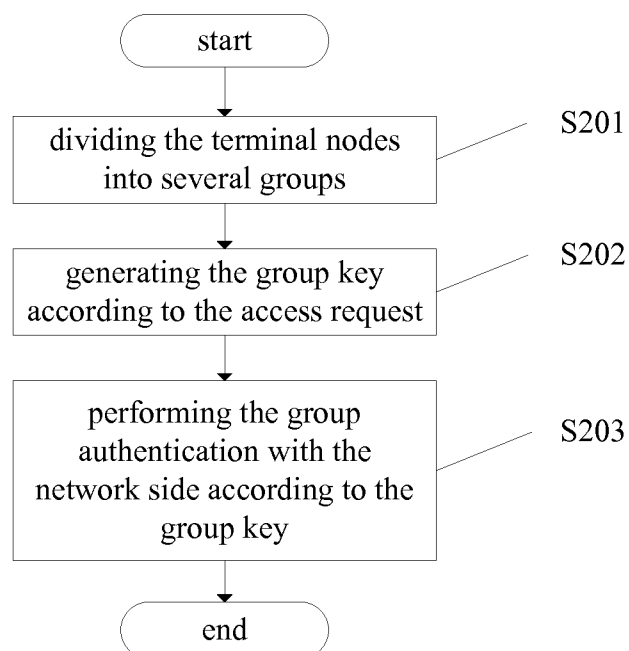 start
dividing the terminal nodes
into several groups
S201
generating the group key
according to the access request
S202
performing the group
authentication with the
network side according to the
group key
S203
end